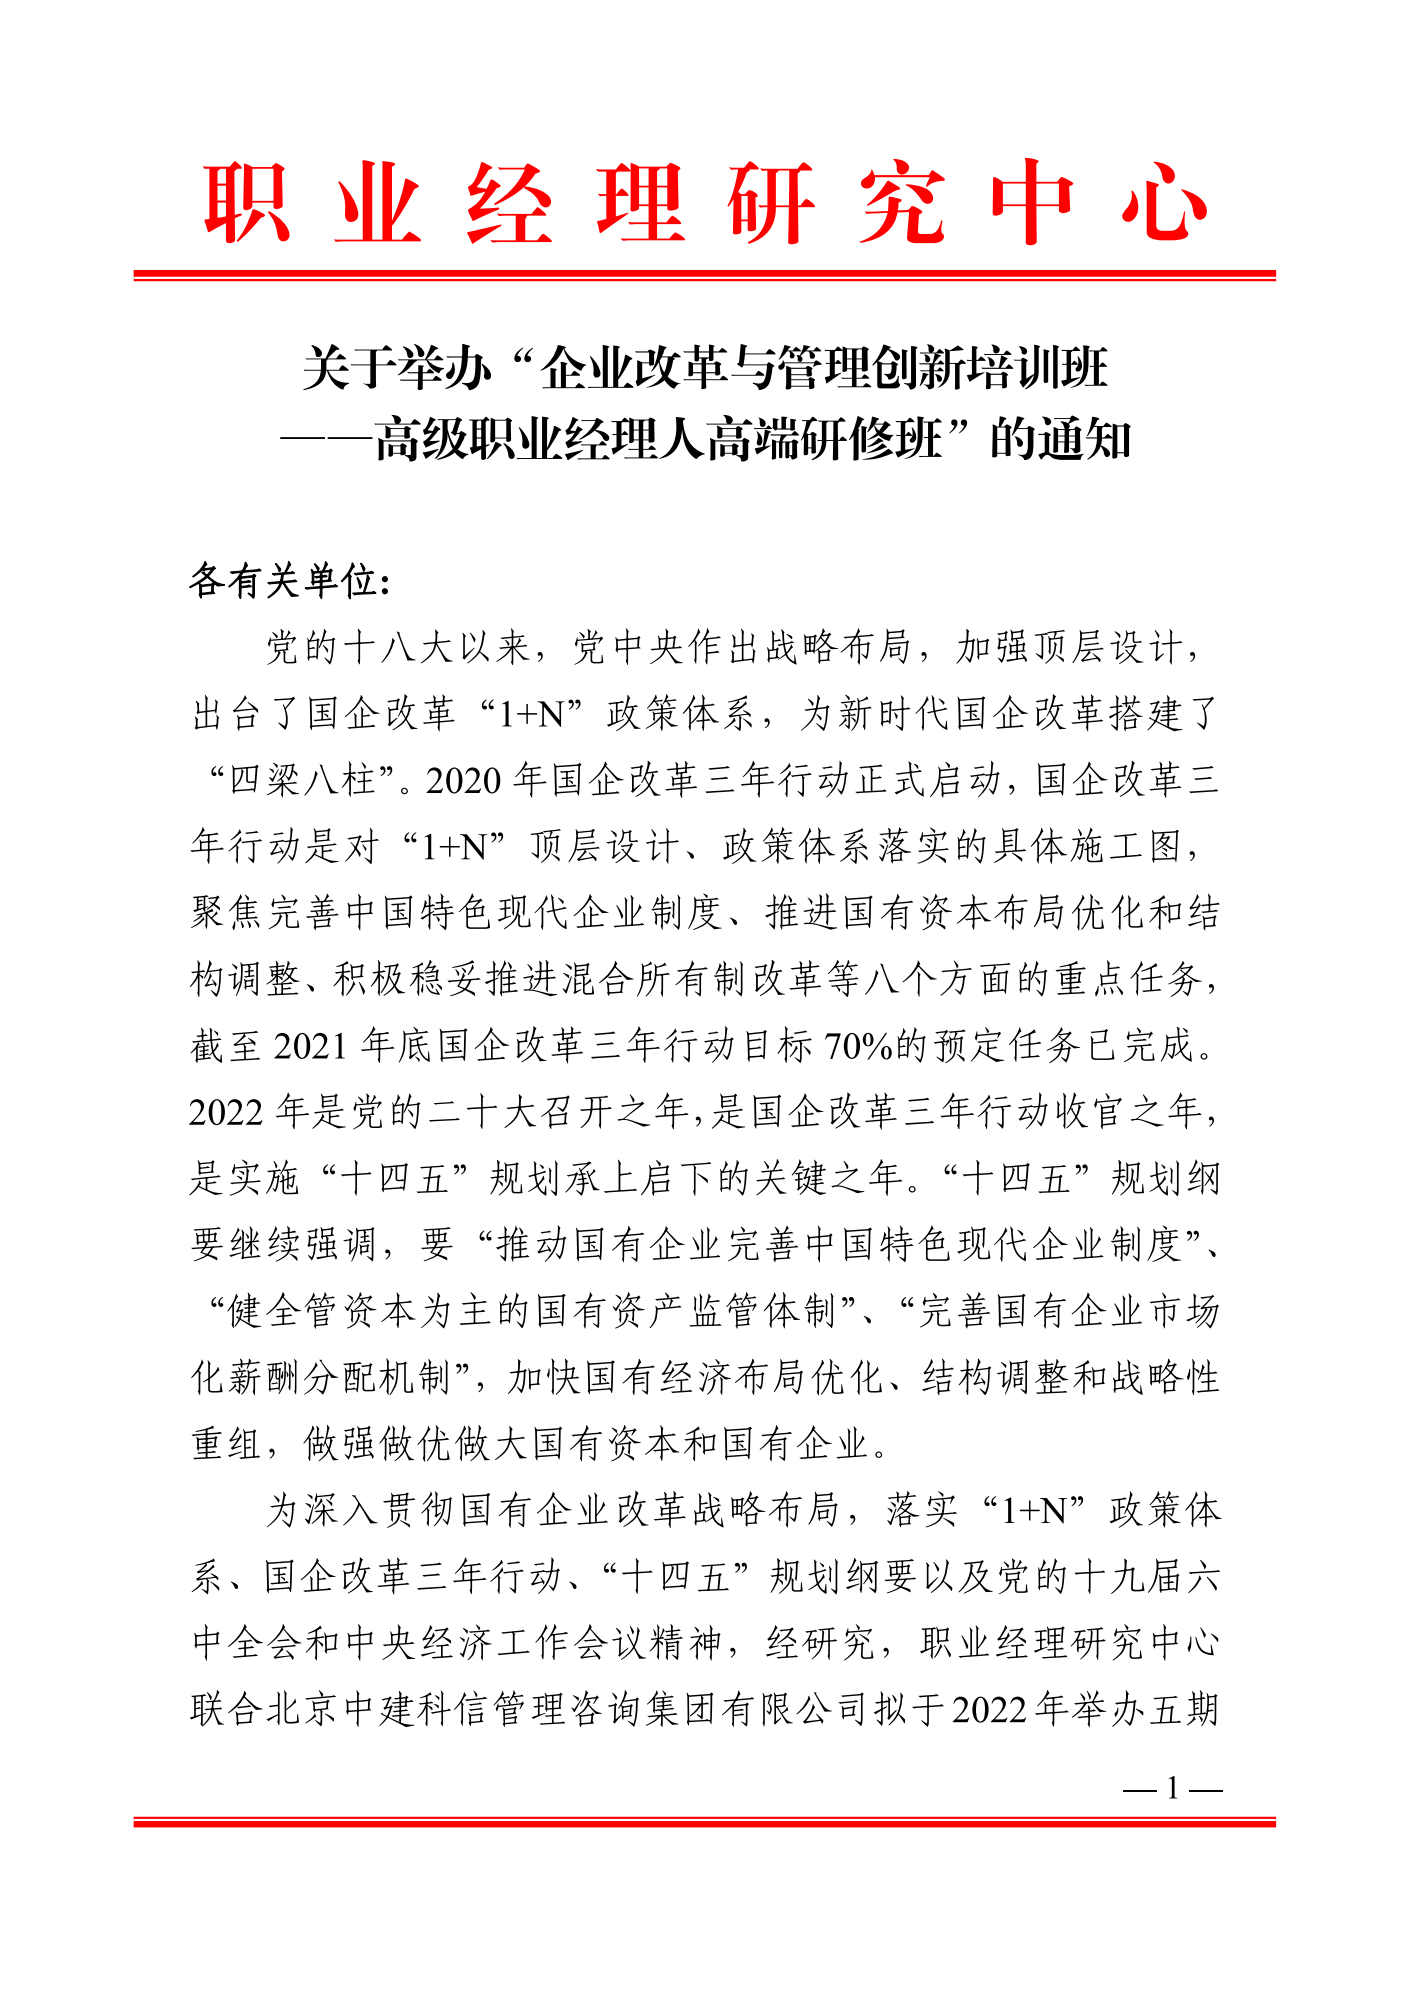 职业经理研究中心
关于举办“企业改革与管理创新培训班
——高级职业经理人高端研修班”的通知
各有关单位：
党的十八大以来，党中央作出战略布局，加强顶层设计，
出台了国企改革“1+N”政策体系，为新时代国企改革搭建了
“四梁八柱”。2020 年国企改革三年行动正式启动，国企改革三
年行动是对“1+N”顶层设计、政策体系落实的具体施工图，
聚焦完善中国特色现代企业制度、推进国有资本布局优化和结
构调整、积极稳妥推进混合所有制改革等八个方面的重点任务，
截至 2021 年底国企改革三年行动目标 70%的预定任务已完成。
2022 年是党的二十大召开之年，是国企改革三年行动收官之年，
是实施“十四五”规划承上启下的关键之年。“十四五”规划纲
要继续强调，要“推动国有企业完善中国特色现代企业制度”、
“健全管资本为主的国有资产监管体制”、“完善国有企业市场
化薪酬分配机制”，加快国有经济布局优化、结构调整和战略性
重组，做强做优做大国有资本和国有企业。
为深入贯彻国有企业改革战略布局，落实“1+N”政策体
系、国企改革三年行动、“十四五”规划纲要以及党的十九届六
中全会和中央经济工作会议精神，经研究，职业经理研究中心
联合北京中建科信管理咨询集团有限公司拟于 2022 年举办五期
— 1 —